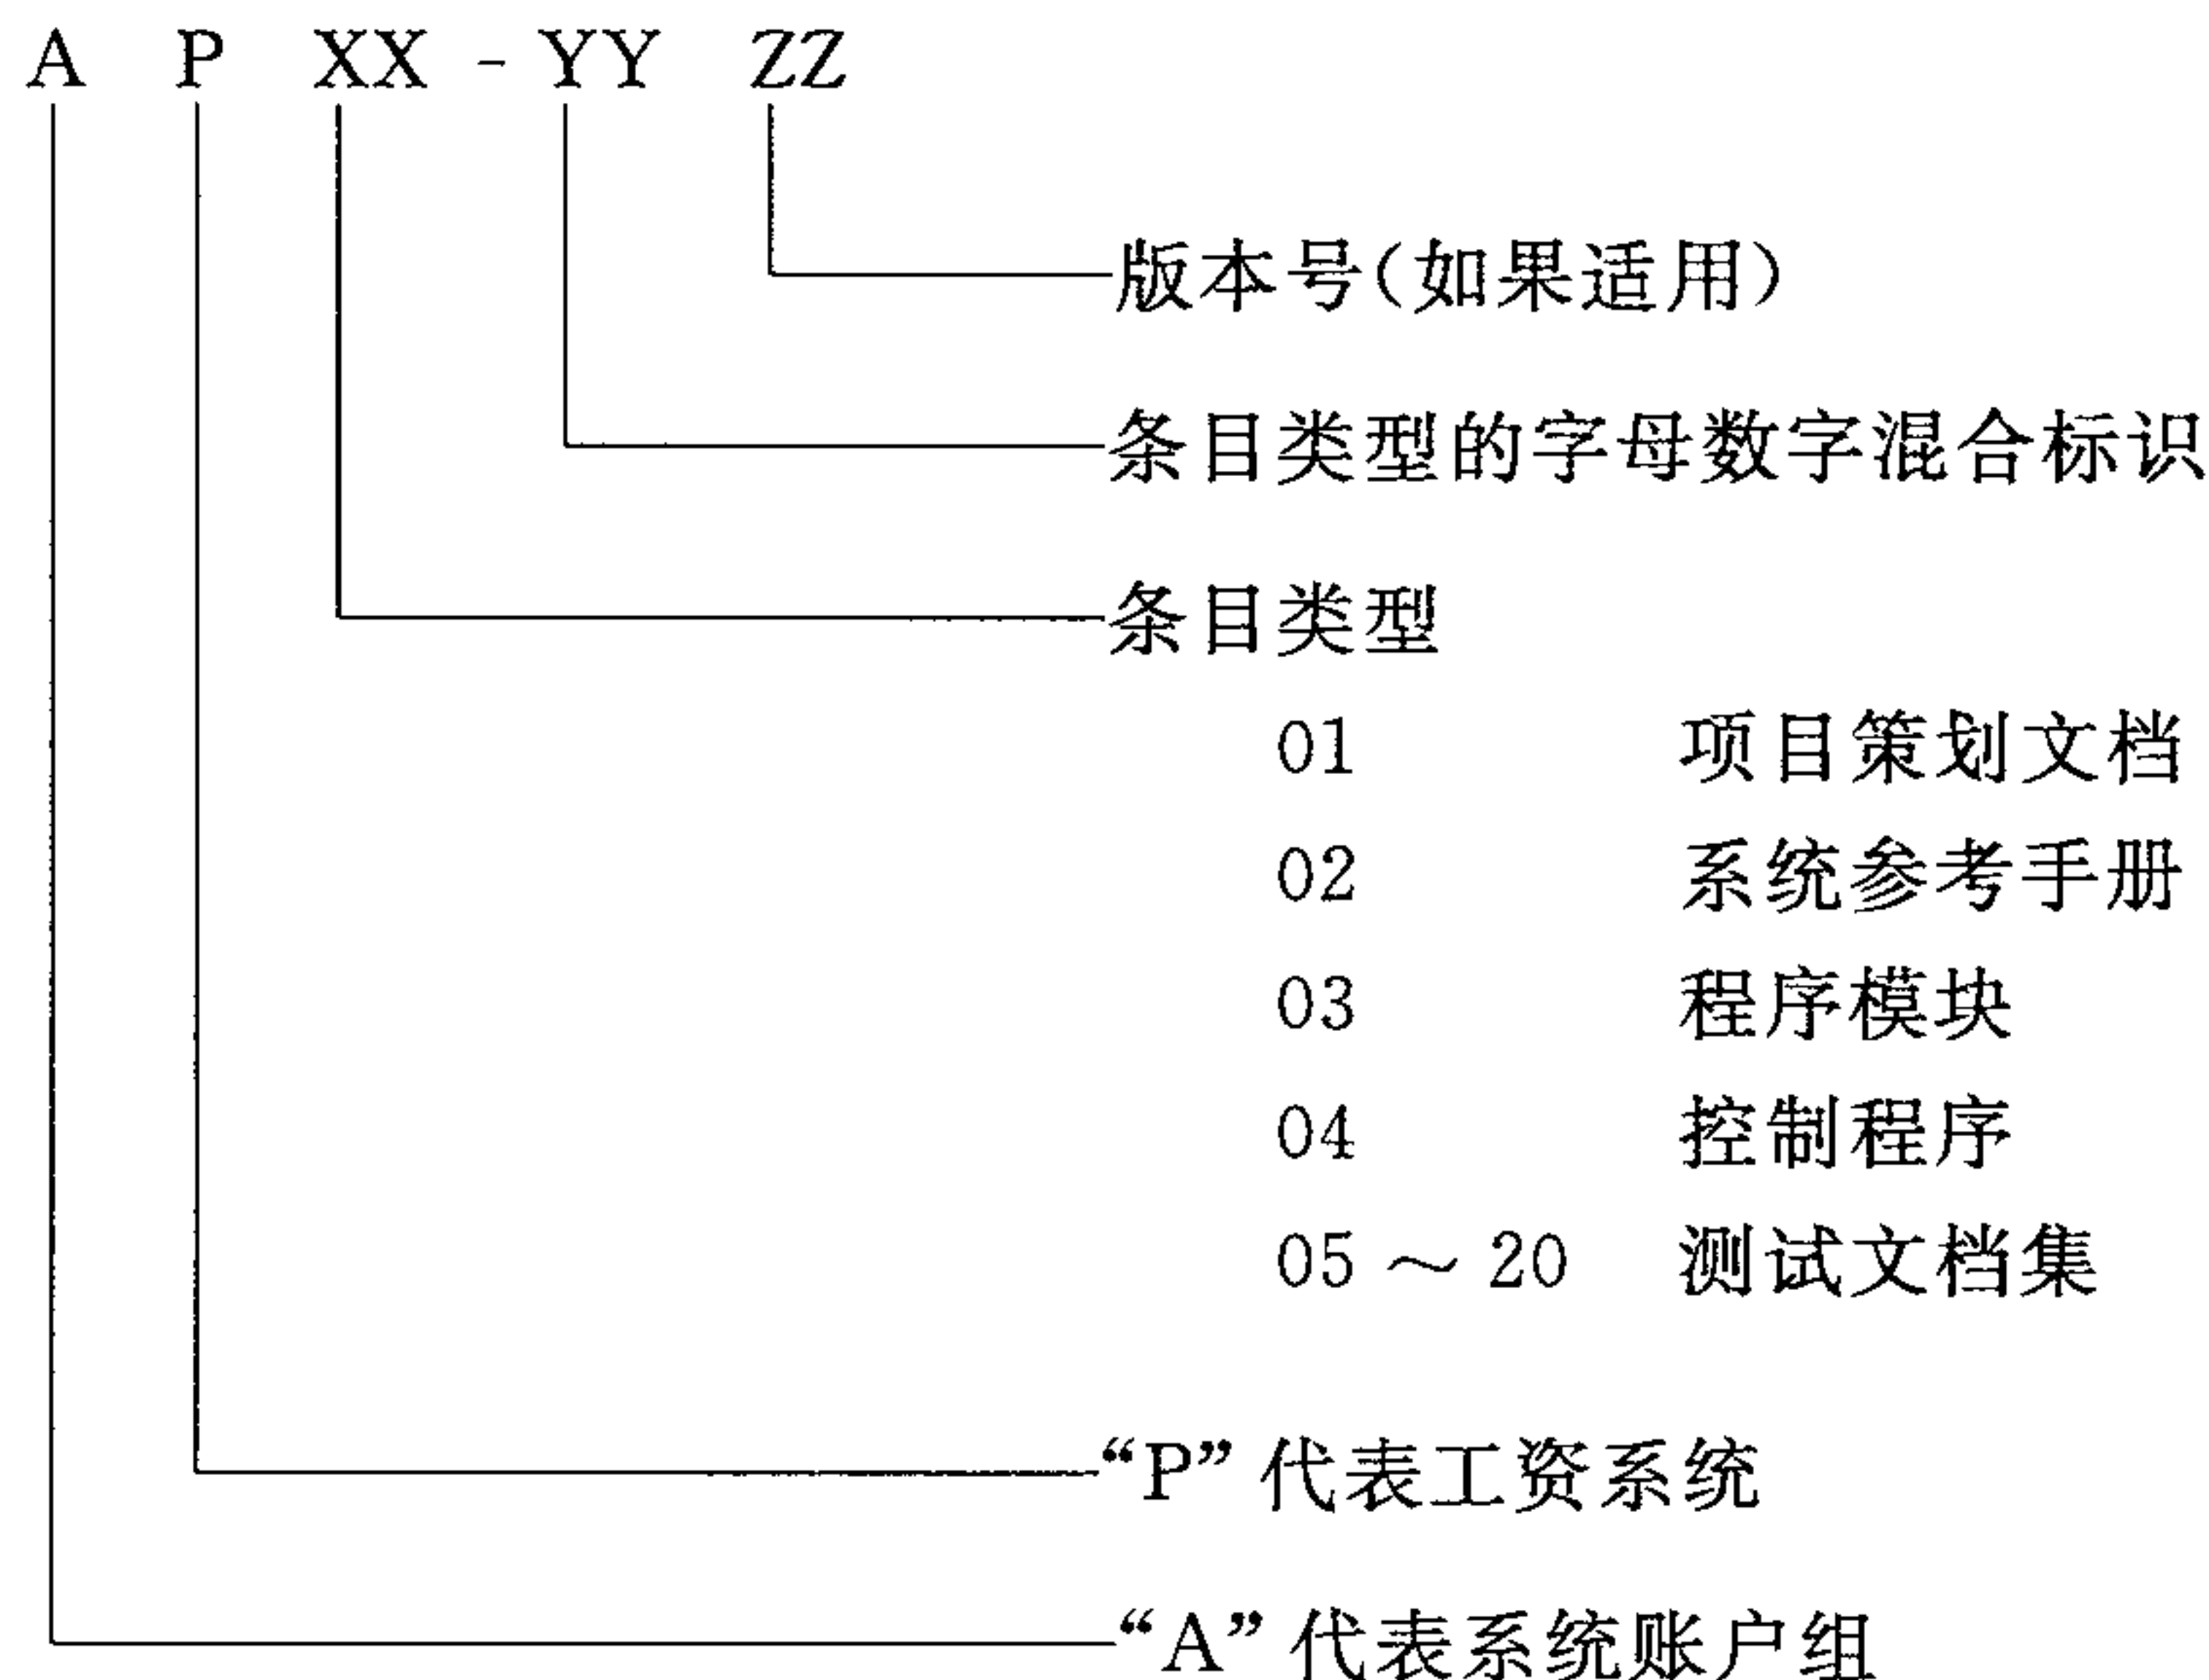 A P XX - YY ZZ
版本号(如果适用)
条目类型的字母数字混合标识
条目类型
01 项目策划文档
02 系统参考手册
03 程序模块
04 控制程序
05 ～ 20 测试文档集
“P”代表工资系统
“A”代表系统账户组